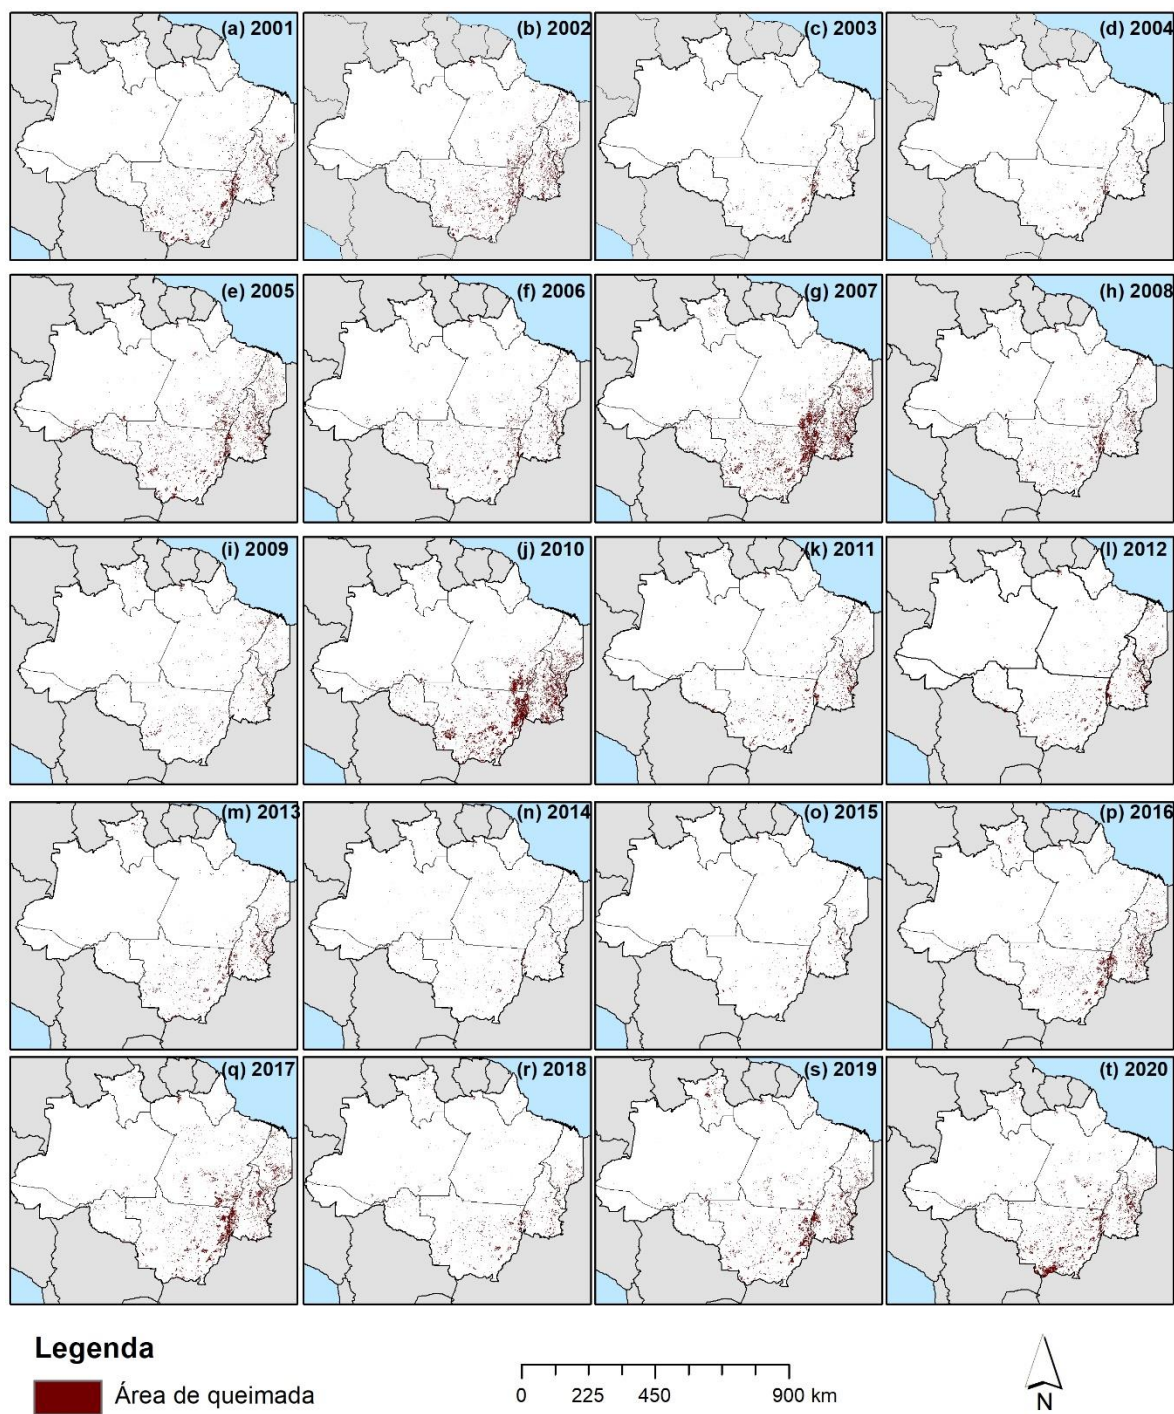 (a) 2001
(b) 2002
(c) 2003
(d) 2004
(e) 2005
(f) 2006
(g) 2007
(h) 2008
(i) 2009
(j) 2010
(k) 2011
(l) 2012
(m) 2013
(n) 2014
(o) 2015
(p) 2016
(q) 2017
(r) 2018
(s) 2019
(t) 2020
Legenda
Área de queimada
0 225 450 900 km
N